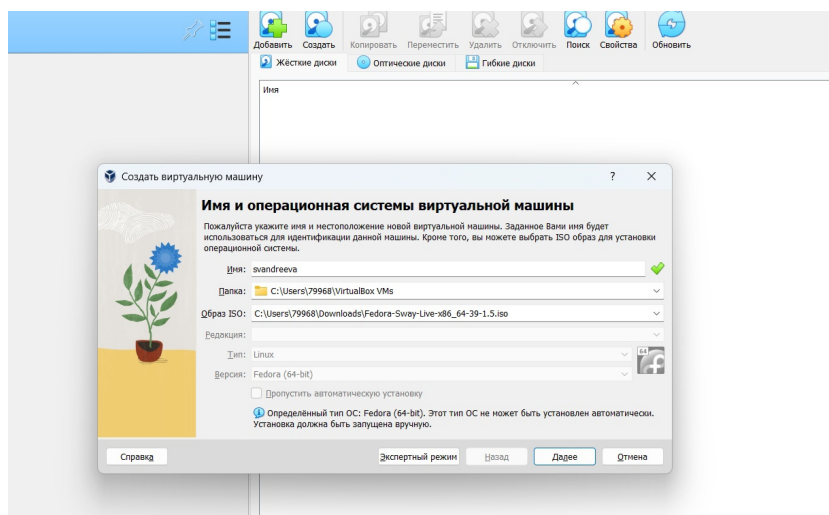 Добавить Создать Копировать Переместить Удалить Отключить Поиск Свойства Обновить
Жёсткие диски Оптические диски Гибкие диски
Имя
Создать виртуальную машину ? X
Имя и операционная системы виртуальной машины
Пожалуйста укажите имя и местоположение новой виртуальной машины. Заданное Вами имя будет
использоваться для идентификации данной машины. Кроме того, вы можете выбрать ISO образ для установки
операционной системы.
Имя: svandreeva
Папка: C:\Users\79968\VirtualBox VMs
Образ ISO: C:\Users\79968\Downloads\Fedora-Sway-Live-x86_64-39-1.5.iso
Редакция:
Тип: Linux
64
Версия: Fedora (64-bit)
Пропустить автоматическую установку
Определённый тип ОС: Fedora (64-bit). Этот тип ОС не может быть установлен автоматически.
Установка должна быть запущена вручную.
Справка Экспертный режим Назад Далее Отмена